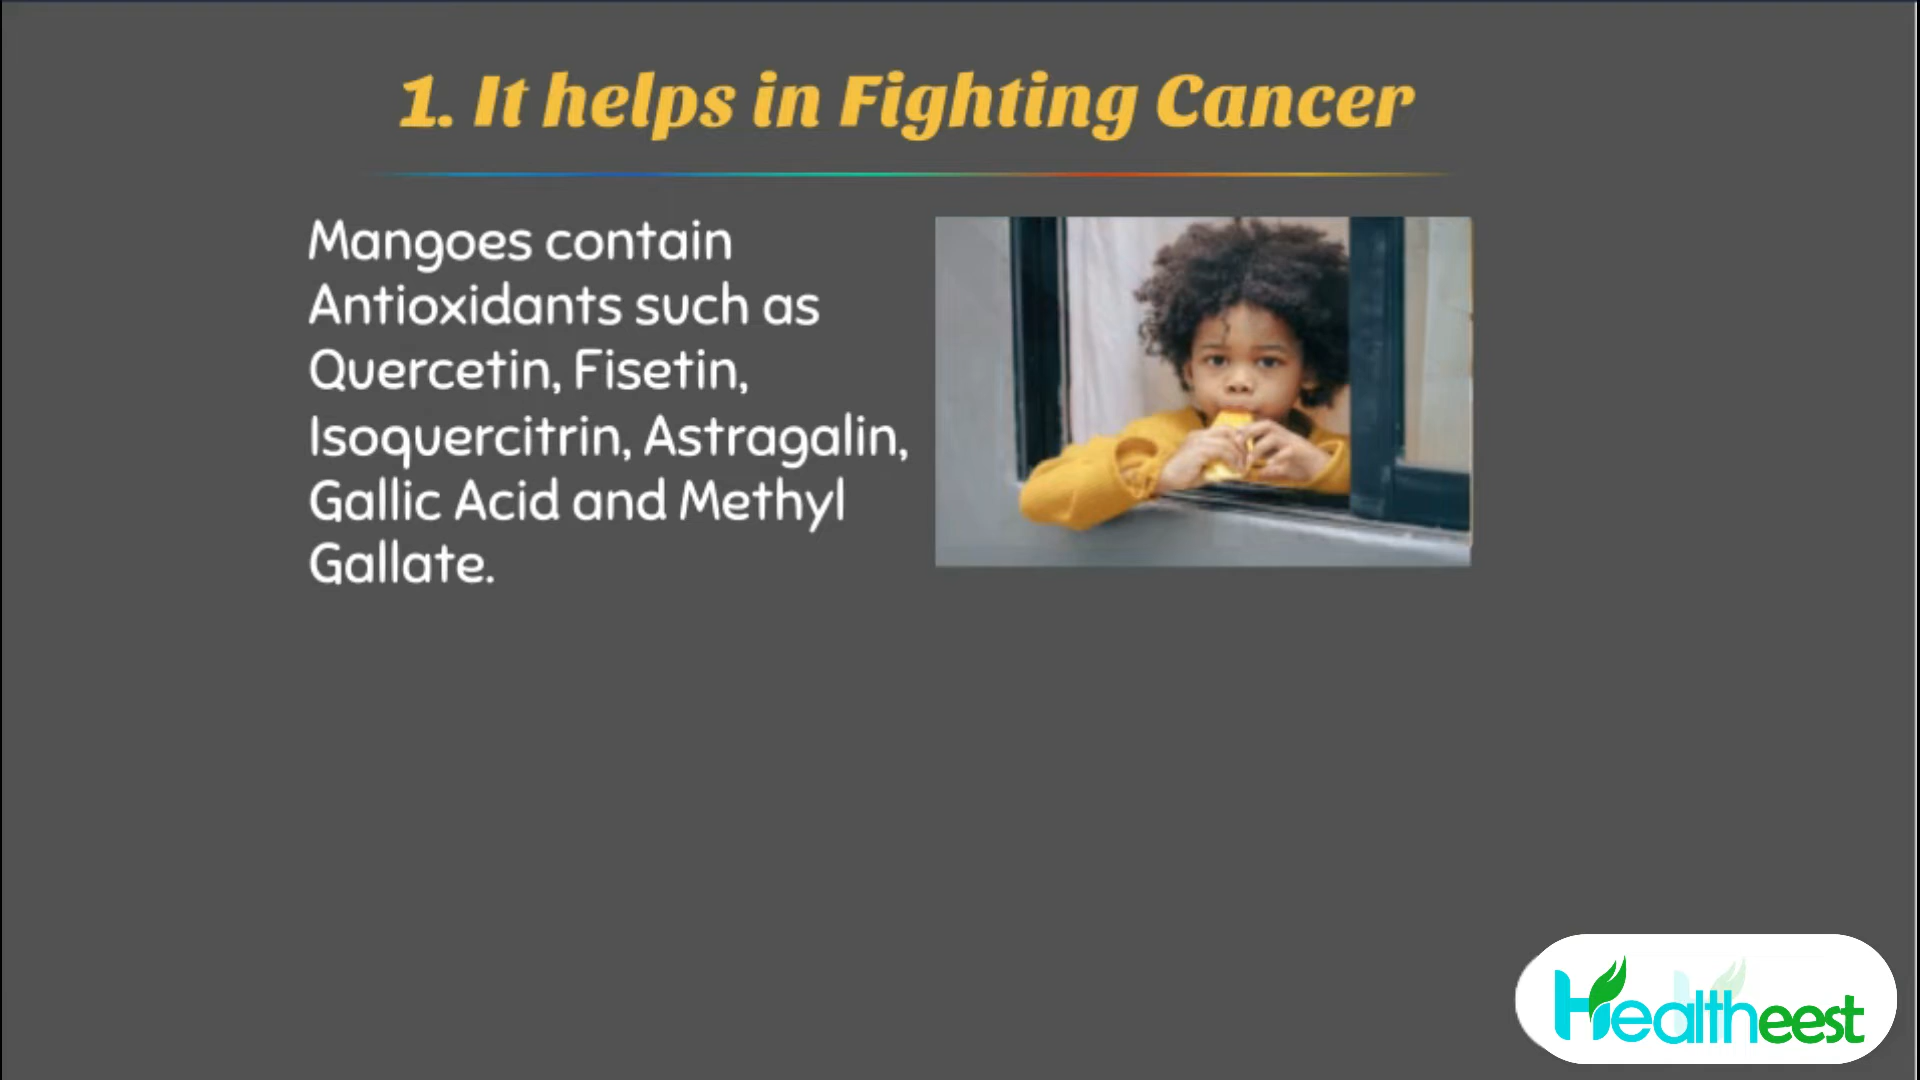 1. It helps in Fighting Cancer
Mangoes contain
Antioxidants such as
Quercetin, Fisetin,
Isoquercitrin, Astragalin,
Gallic Acid and Methyl
Gallate.
Healtheest